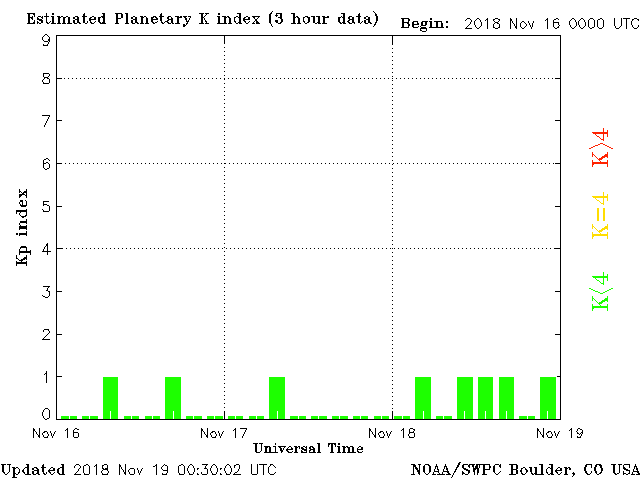 Estimated Planetary K index (3 hour data) Begin: 2018 Nov 16 0000 UTC
9
8
7
6
5
4
3
2
1
0
Kp index
K>4
K=4
K<4
Nov 16 Nov 17 Nov 18 Nov 19
Universal Time
Updated 2018 Nov 19 00:30:02 UTC NOAA/SWPC Boulder, CO USA